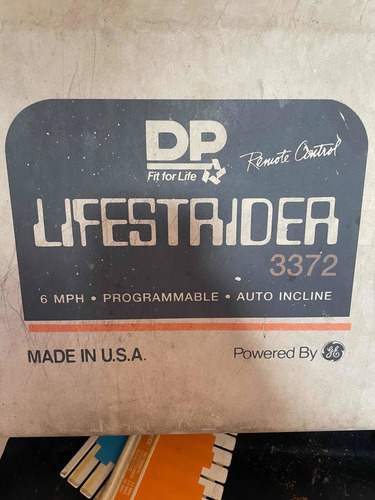 DP
Fit for Life
Remote Control
LIFESTRIDER
3372
6 MPH • PROGRAMMABLE • AUTO INCLINE
MADE IN U.S.A.
Powered By GE